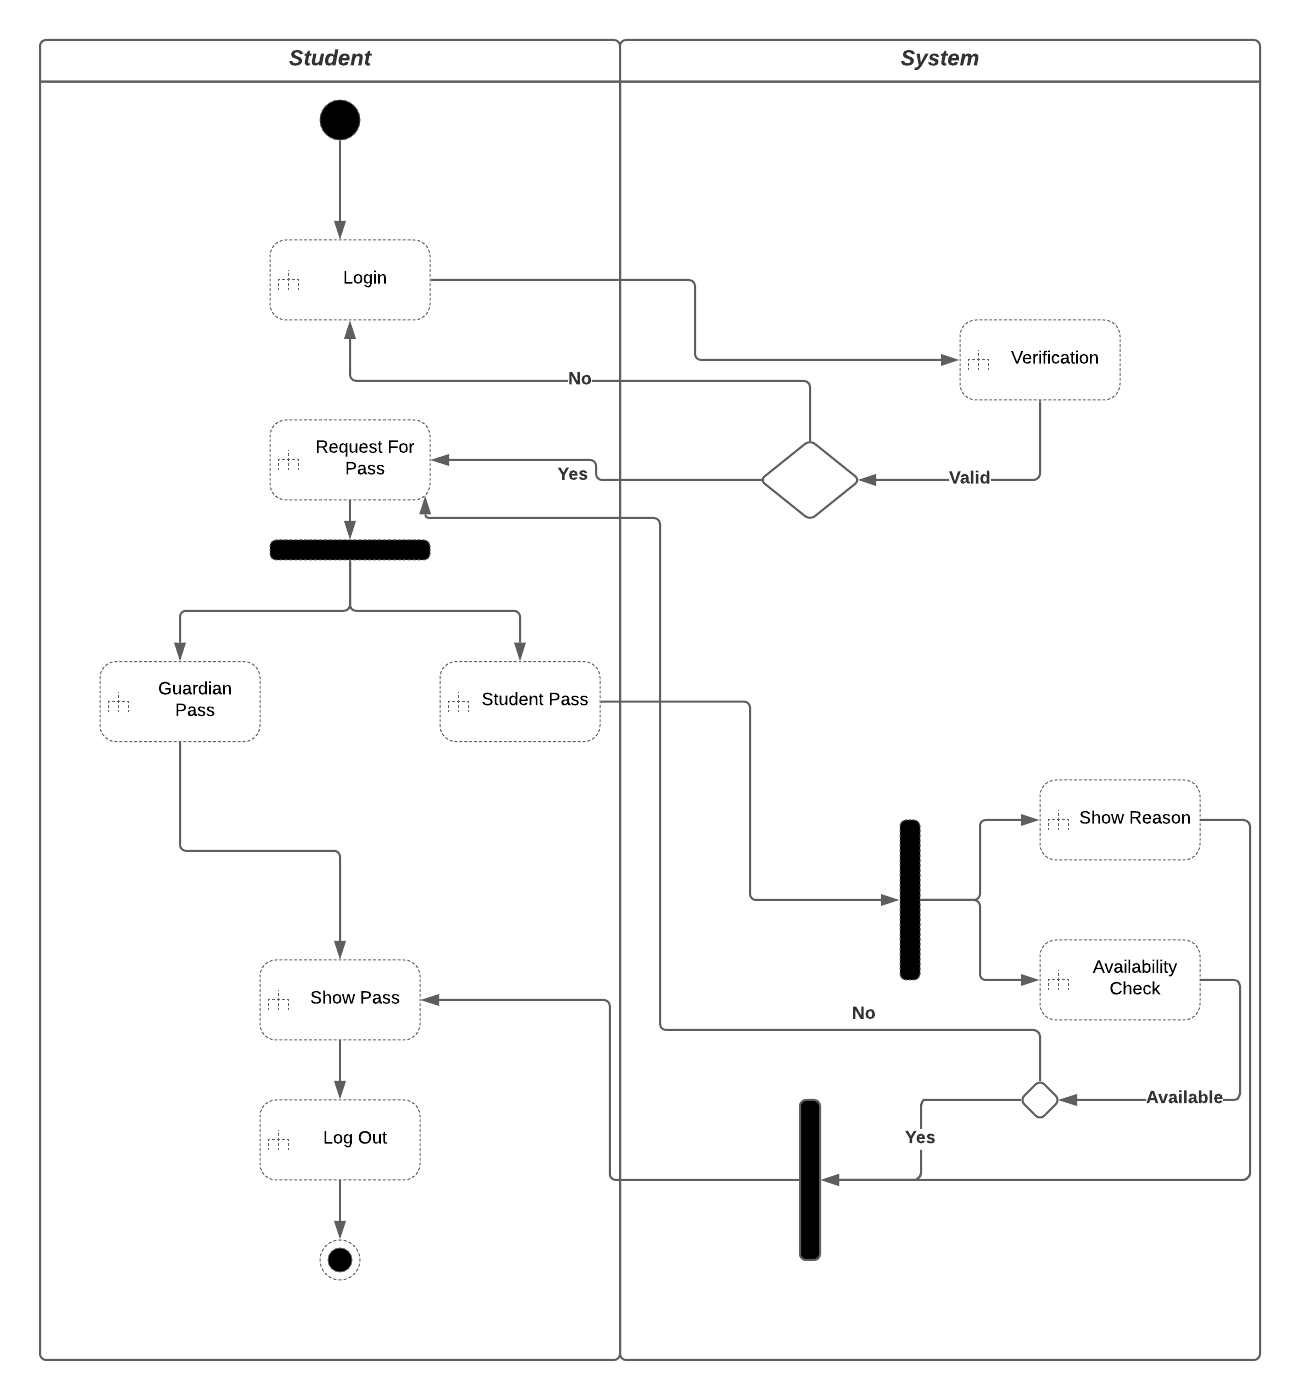 Student
System
Login
Verification
No
Request For
Pass
Yes
Valid
Guardian
Pass
Student Pass
Show Reason
Availability
Check
Show Pass
No
Available
Log Out
Yes